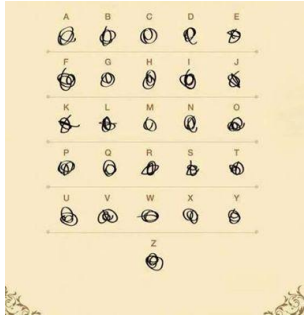 A B C D E
F G H I J
K L M N O
P Q R S T
U V W X Y
Z